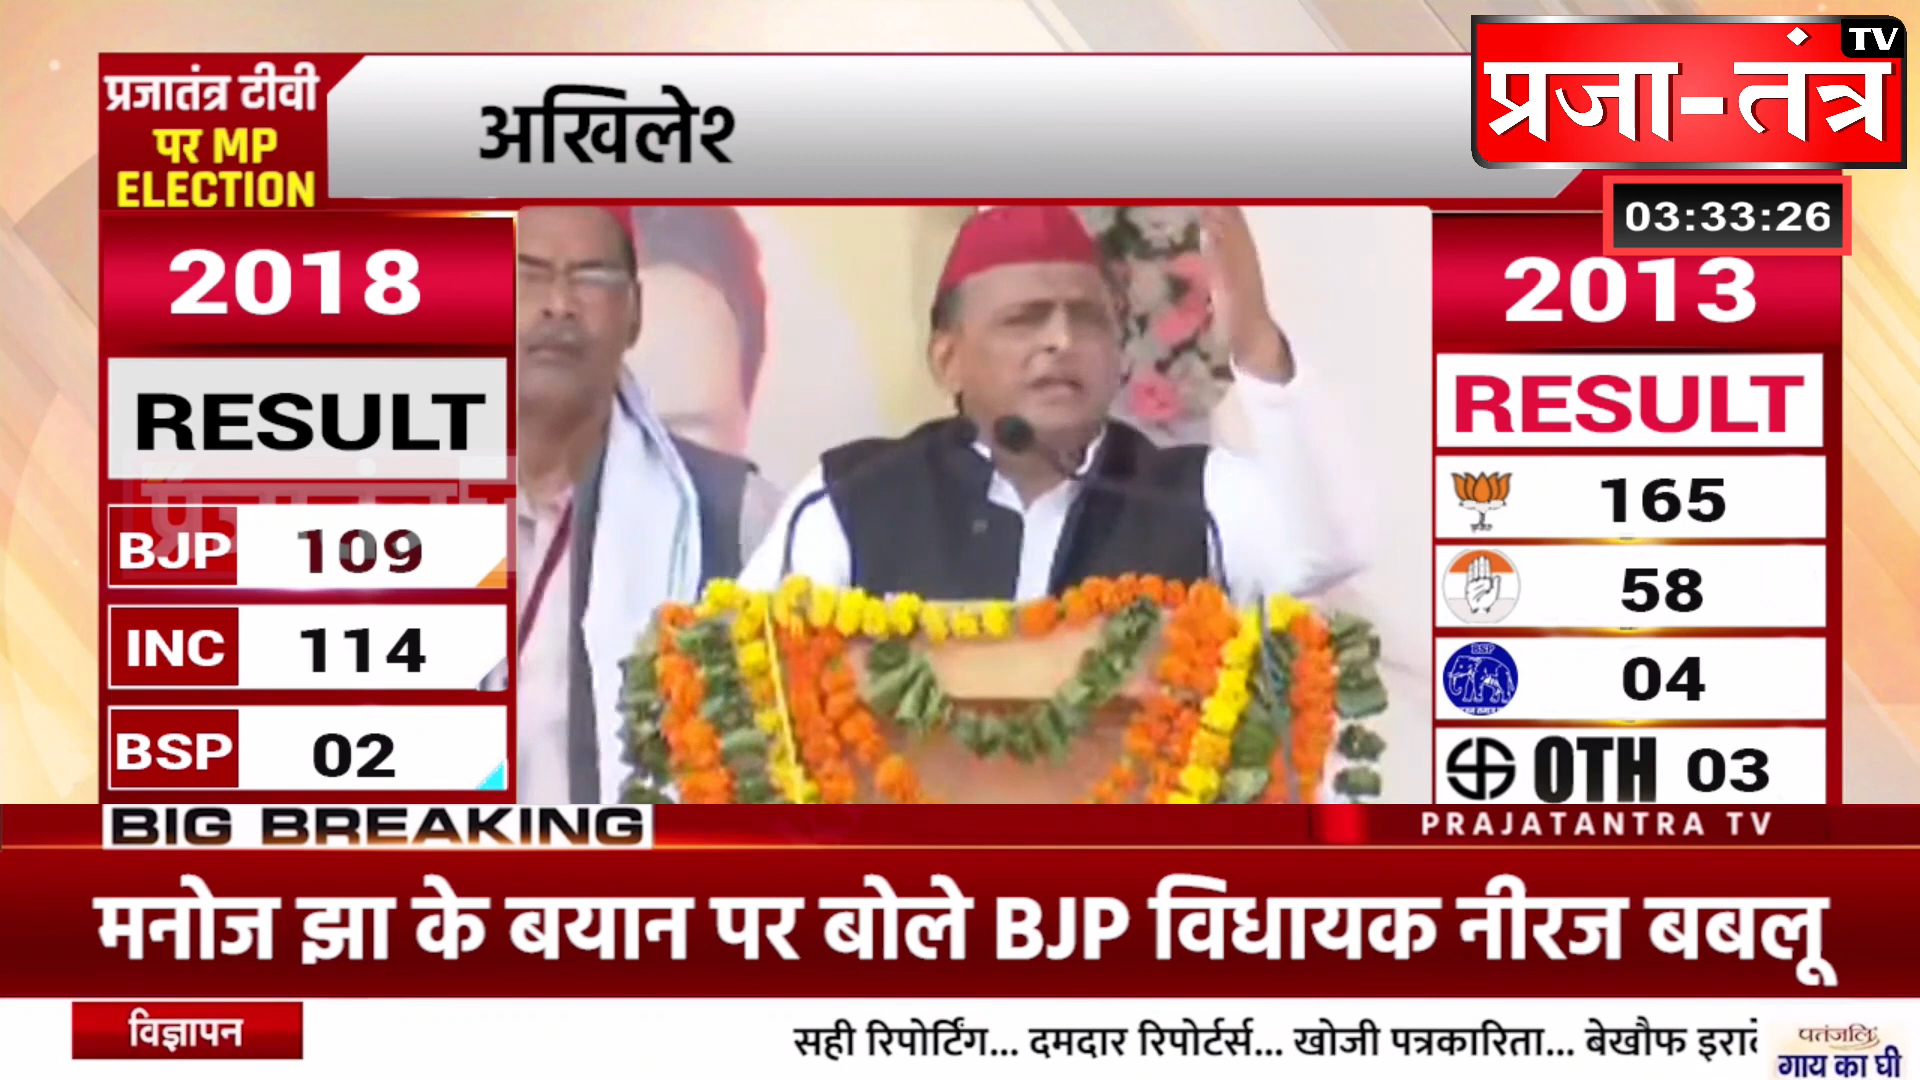 प्रजातंत्र टीवी
पर MP
ELECTION
अखिलेश
TV
प्रजा-तंत्र
03:33:26
2018
RESULT
BJP 109
INC 114
BSP 02
2013
RESULT
165
58
BSP
04
OTH 03
BIG BREAKING
PRAJATANTRA TV
मनोज झा के बयान पर बोले BJP विधायक नीरज बबलू
विज्ञापन
सही रिपोर्टिंग... दमदार रिपोर्टर्स... खोजी पत्रकारिता... बेखौफ
पतंजलि
गाय का घी